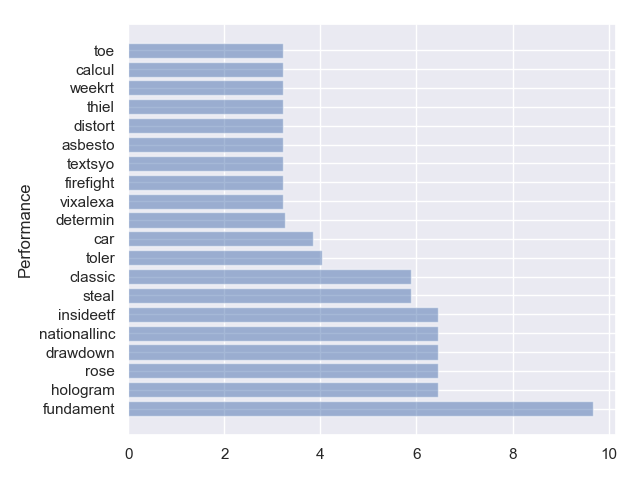 toe
calcul
weekrt
thiel
distort
asbesto
textsyo
firefight
vixalexa
determin
car
toler
classic
steal
insideetf
nationallinc
drawdown
rose
hologram
fundament
Performance
0 2 4 6 8 10